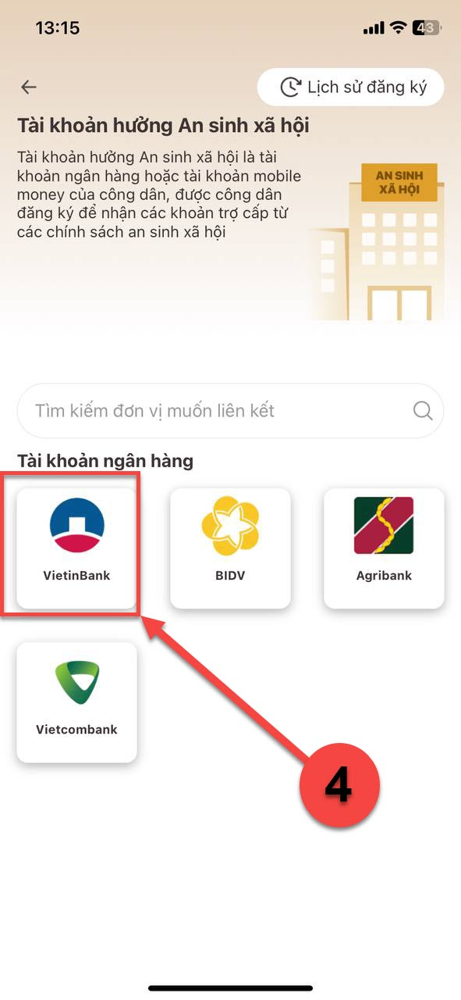 13:15
43
Lịch sử đăng ký
Tài khoản hưởng An sinh xã hội
Tài khoản hưởng An sinh xã hội là tài
khoản ngân hàng hoặc tài khoản mobile
money của công dân, được công dân
đăng ký để nhận các khoản trợ cấp từ
các chính sách an sinh xã hội
AN SINH
XÃ HỘI
Tìm kiếm đơn vị muốn liên kết
Tài khoản ngân hàng
VietinBank
BIDV
Agribank
Vietcombank
4